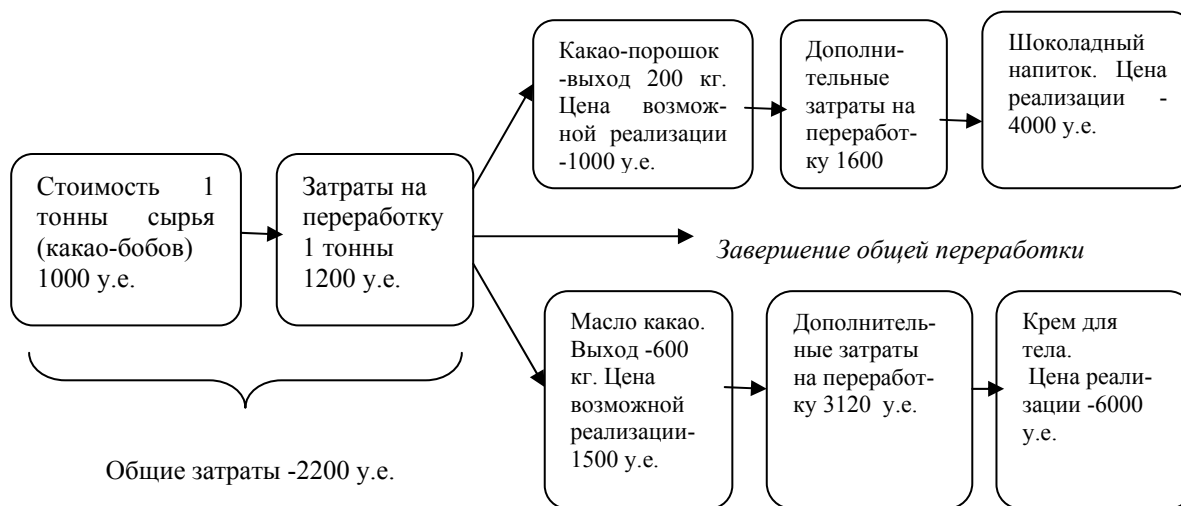 Какао-порошок
-выход 200 кг.
Цена возмож-
ной реализации
-1000 у.е.
Дополни-
тельные
затраты на
переработ-
ку 1600
Шоколадный
напиток. Цена
реализации -
4000 у.е.
Стоимость 1
тонны сырья
(какао-бобов)
1000 у.е.
Затраты на
переработку
1 тонны
1200 у.е.
Завершение общей переработки
Масло какао.
Выход -600
кг. Цена
возможной
реализации-
1500 у.е.
Дополнитель-
ные затраты
на переработ-
ку 3120 у.е.
Крем для
тела.
Цена реали-
зации -6000
у.е.
Общие затраты -2200 у.е.